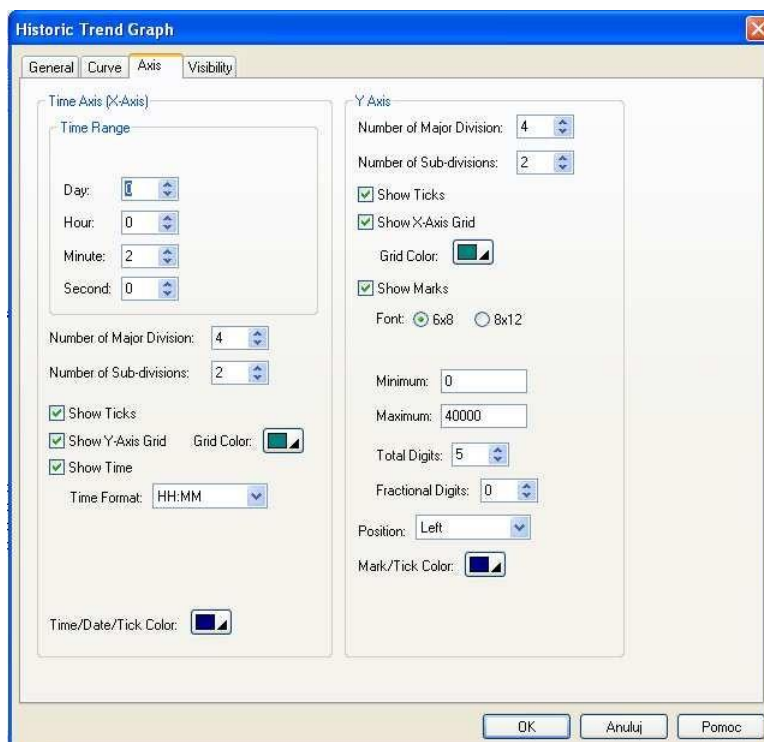 Historic Trend Graph
General Curve Axis Visibility
Time Axis (X-Axis)
Time Range
Day: 0
Hour: 0
Minute: 2
Second: 0
Number of Major Division: 4
Number of Sub-divisions: 2
Show Ticks
Show Y-Axis Grid Grid Color:
Show Time
Time Format: HH:MM
Time/Date/Tick Color:
Y Axis
Number of Major Division: 4
Number of Sub-divisions: 2
Show Ticks
Show X-Axis Grid
Grid Color:
Show Marks
Font: 6x8 8x12
Minimum: 0
Maximum: 40000
Total Digits: 5
Fractional Digits: 0
Position: Left
Mark/Tick Color:
OK Anuluj Pomoc